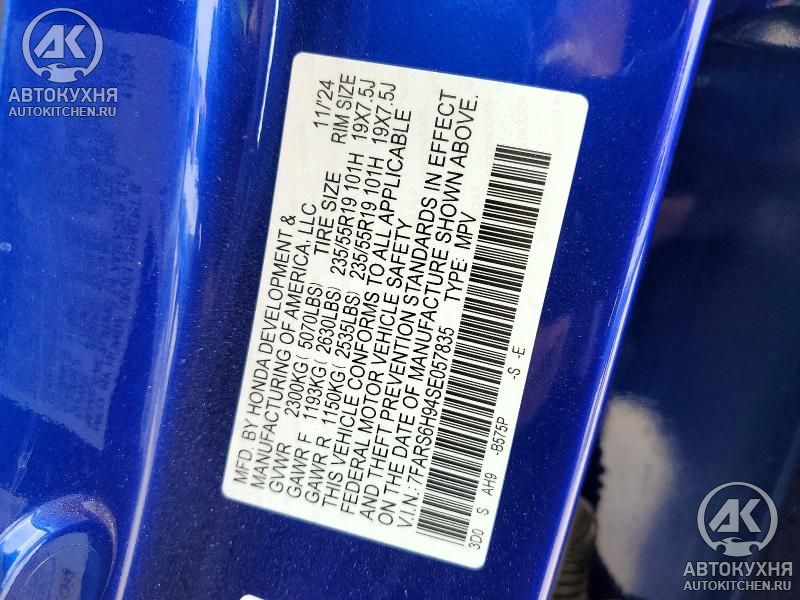 AK
АВТОКУХНЯ
AUTOKITCHEN.RU
MFD. BY HONDA DEVELOPMENT & 11/'24
MANUFACTURING OF AMERICA, LLC
GVWR 2300KG( 5070LBS) TIRE SIZE RIM SIZE
GAWR F 1193KG( 2630LBS) 235/55R19 101H 19X7.5J
GAWR R 1150KG( 2535LBS) 235/55R19 101H 19X7.5J
THIS VEHICLE CONFORMS TO ALL APPLICABLE
FEDERAL MOTOR VEHICLE SAFETY
AND THEFT PREVENTION STANDARDS IN EFFECT
ON THE DATE OF MANUFACTURE SHOWN ABOVE.
V.I.N.: 7FARS6H94SE057835 TYPE: MPV
3D0 S AH9 -B575P -S -E
AK
АВТОКУХНЯ
AUTOKITCHEN.RU